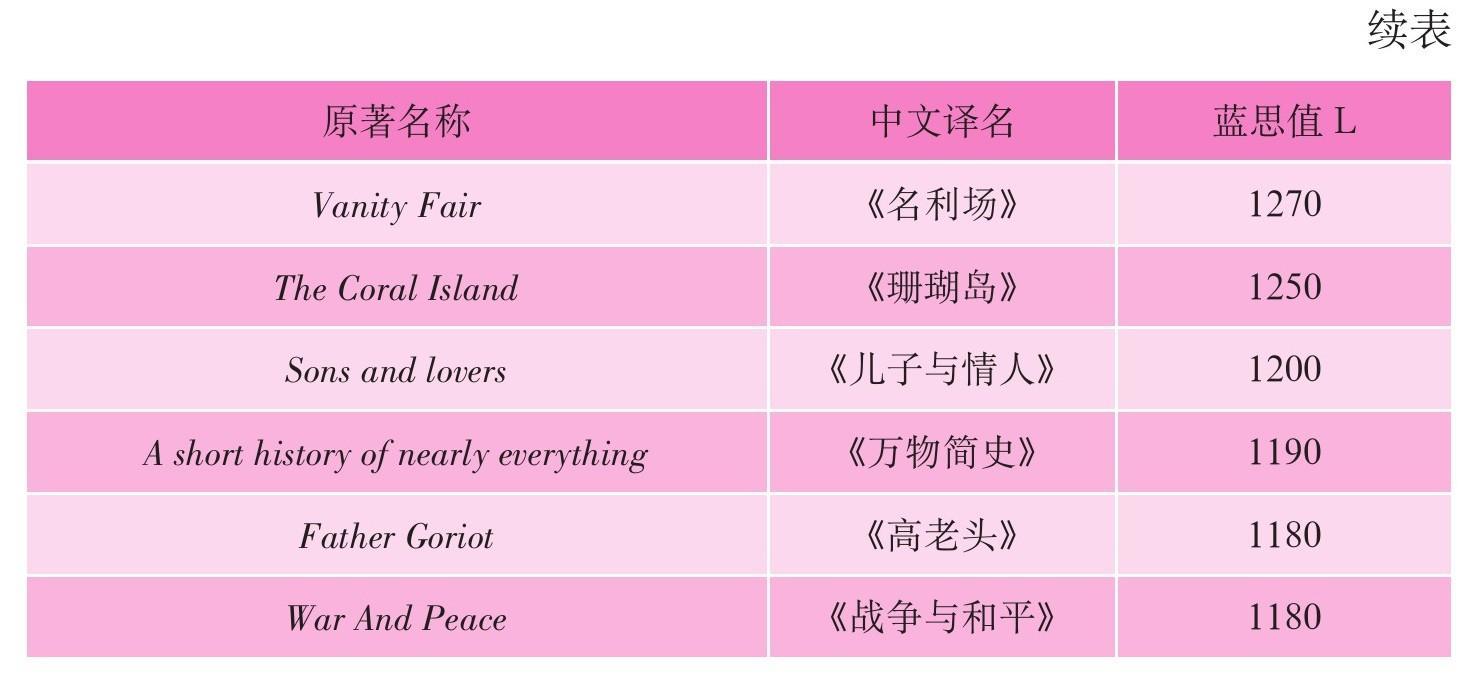 续表
原著名称 中文译名 蓝思值 L
Vanity Fair 《名利场》 1270
The Coral Island 《珊瑚岛》 1250
Sons and lovers 《儿子与情人》 1200
A short history of nearly everything 《万物简史》 1190
Father Goriot 《高老头》 1180
War And Peace 《战争与和平》 1180